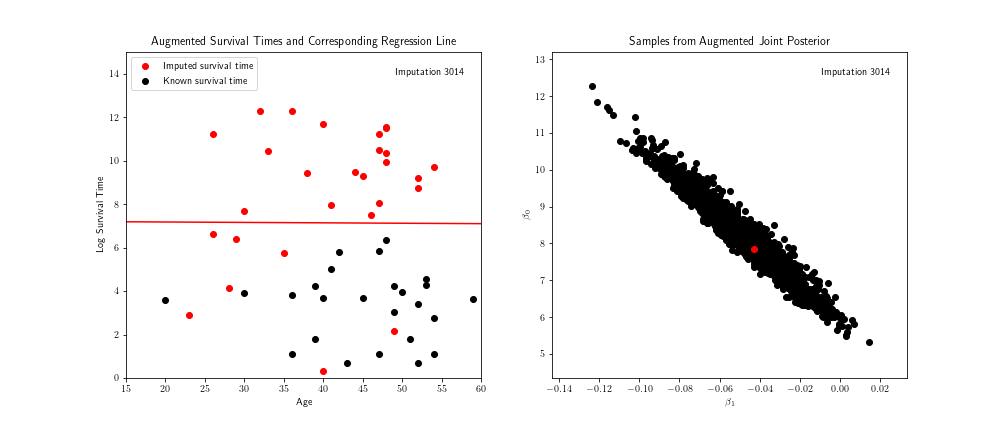 Augmented Survival Times and Corresponding Regression Line
Imputed survival time
Known survival time
Imputation 3014
14
12
10
8
6
4
2
0
Log Survival Time
15 20 25 30 35 40 45 50 55 60
Age
Samples from Augmented Joint Posterior
Imputation 3014
13
12
11
10
9
8
7
6
5
β₀
−0.14 −0.12 −0.10 −0.08 −0.06 −0.04 −0.02 0.00 0.02
β₁